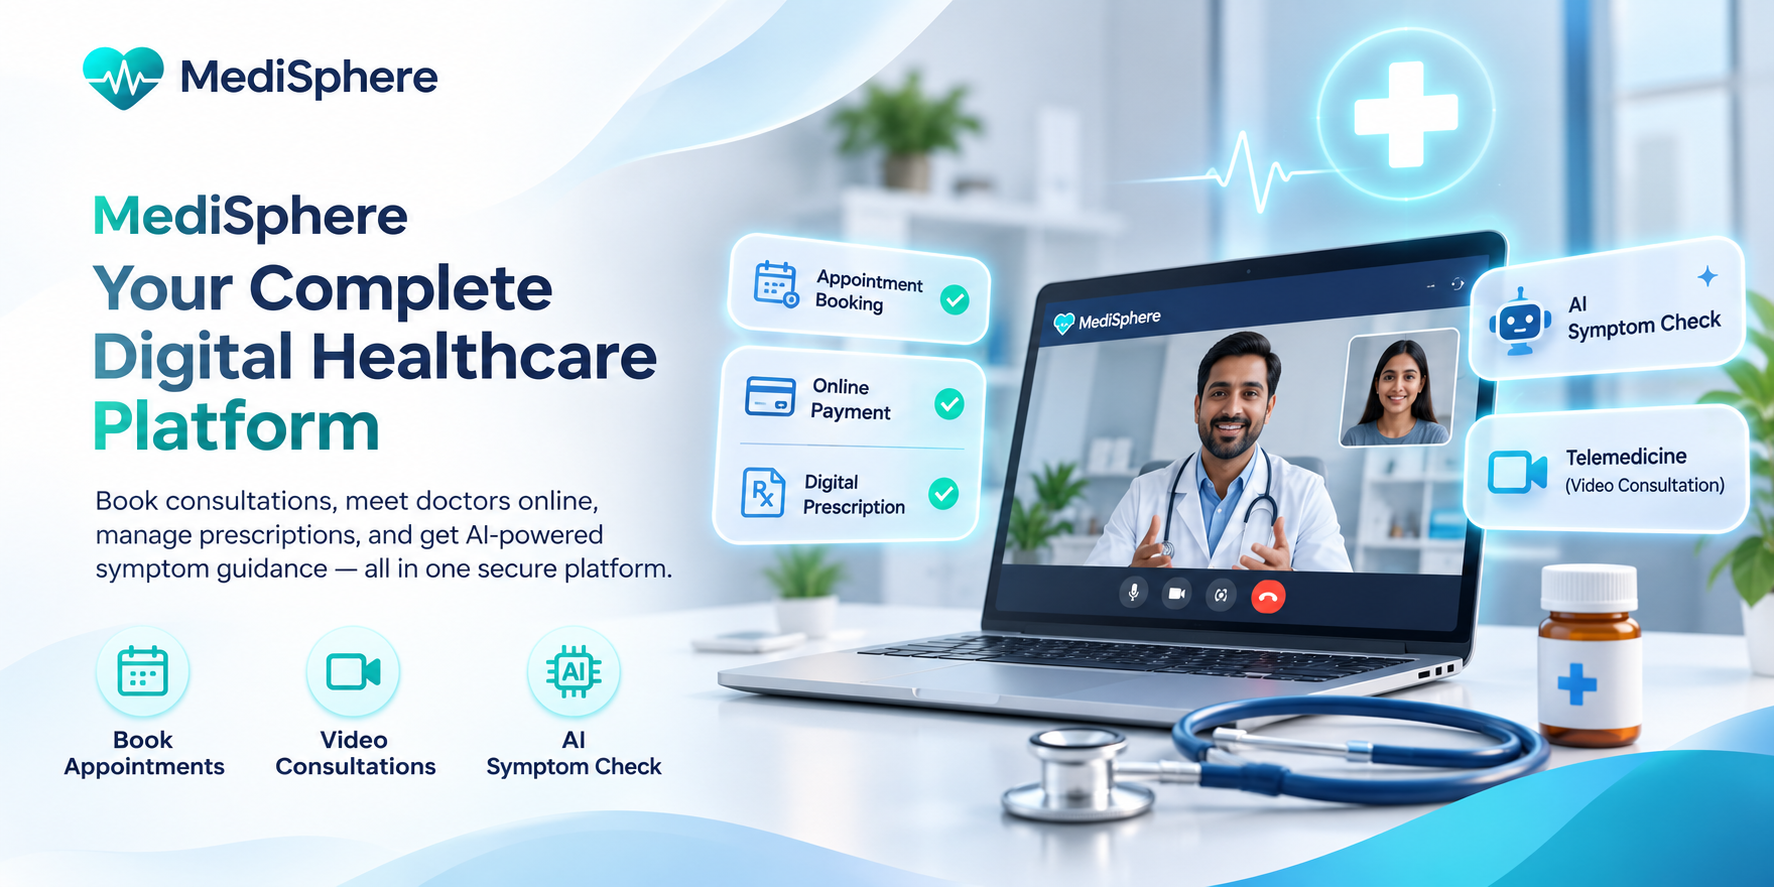 MediSphere
MediSphere
Your Complete
Digital Healthcare
Platform
Book consultations, meet doctors online,
manage prescriptions, and get AI-powered
symptom guidance — all in one secure platform.
Book
Appointments
Video
Consultations
AI
AI
Symptom Check
Appointment
Booking
Online
Payment
Rx
Digital
Prescription
MediSphere
AI
Symptom Check
Telemedicine
(Video Consultation)